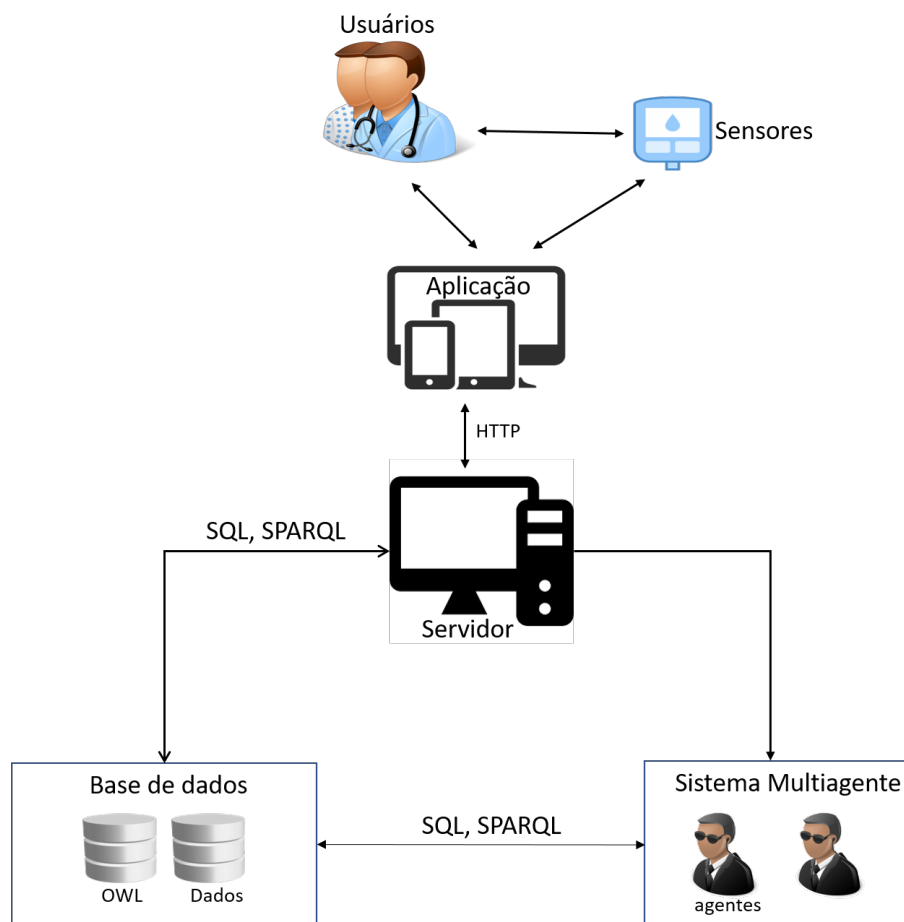 Usuários
Sensores
Aplicação
HTTP
SQL, SPARQL
Servidor
Base de dados
Sistema Multiagente
SQL, SPARQL
OWL
Dados
agentes